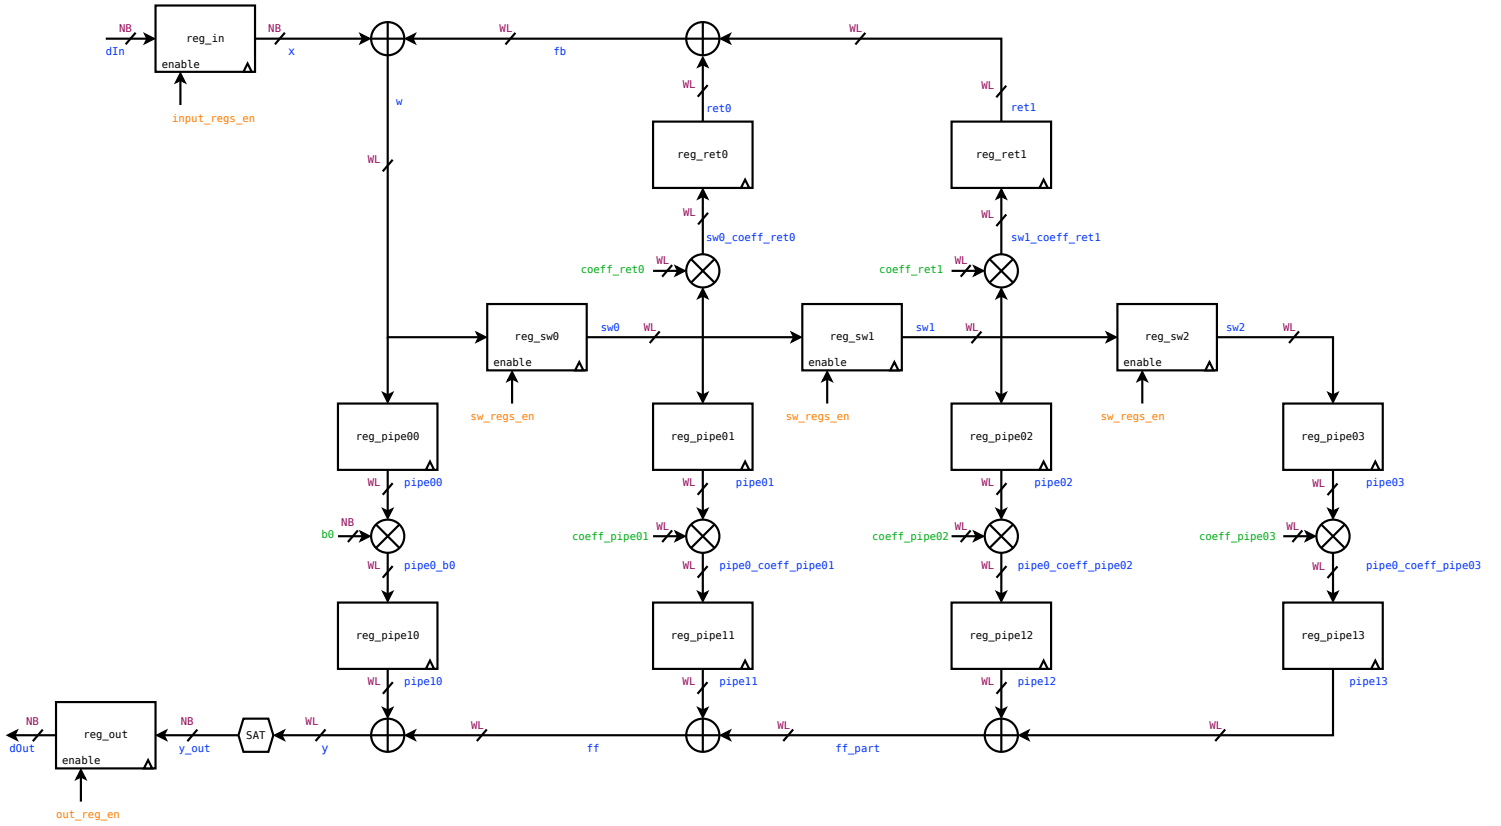 NB
NB
WL
WL
reg_in
dIn
x
fb
enable
WL
WL
w
ret0
ret1
input_regs_en
WL
reg_ret0
reg_ret1
WL
WL
sw0_coeff_ret0
sw1_coeff_ret1
WL
WL
coeff_ret0
coeff_ret1
sw0
WL
sw1
WL
sw2
WL
reg_sw0
reg_sw1
reg_sw2
enable
enable
enable
sw_regs_en
sw_regs_en
sw_regs_en
reg_pipe00
reg_pipe01
reg_pipe02
reg_pipe03
WL
pipe00
WL
pipe01
WL
pipe02
WL
pipe03
NB
WL
WL
WL
b0
coeff_pipe01
coeff_pipe02
coeff_pipe03
WL
pipe0_b0
WL
pipe0_coeff_pipe01
WL
pipe0_coeff_pipe02
WL
pipe0_coeff_pipe03
reg_pipe10
reg_pipe11
reg_pipe12
reg_pipe13
WL
pipe10
WL
pipe11
WL
pipe12
pipe13
NB
NB
WL
WL
WL
WL
reg_out
SAT
dOut
y_out
y
ff
ff_part
enable
out_reg_en